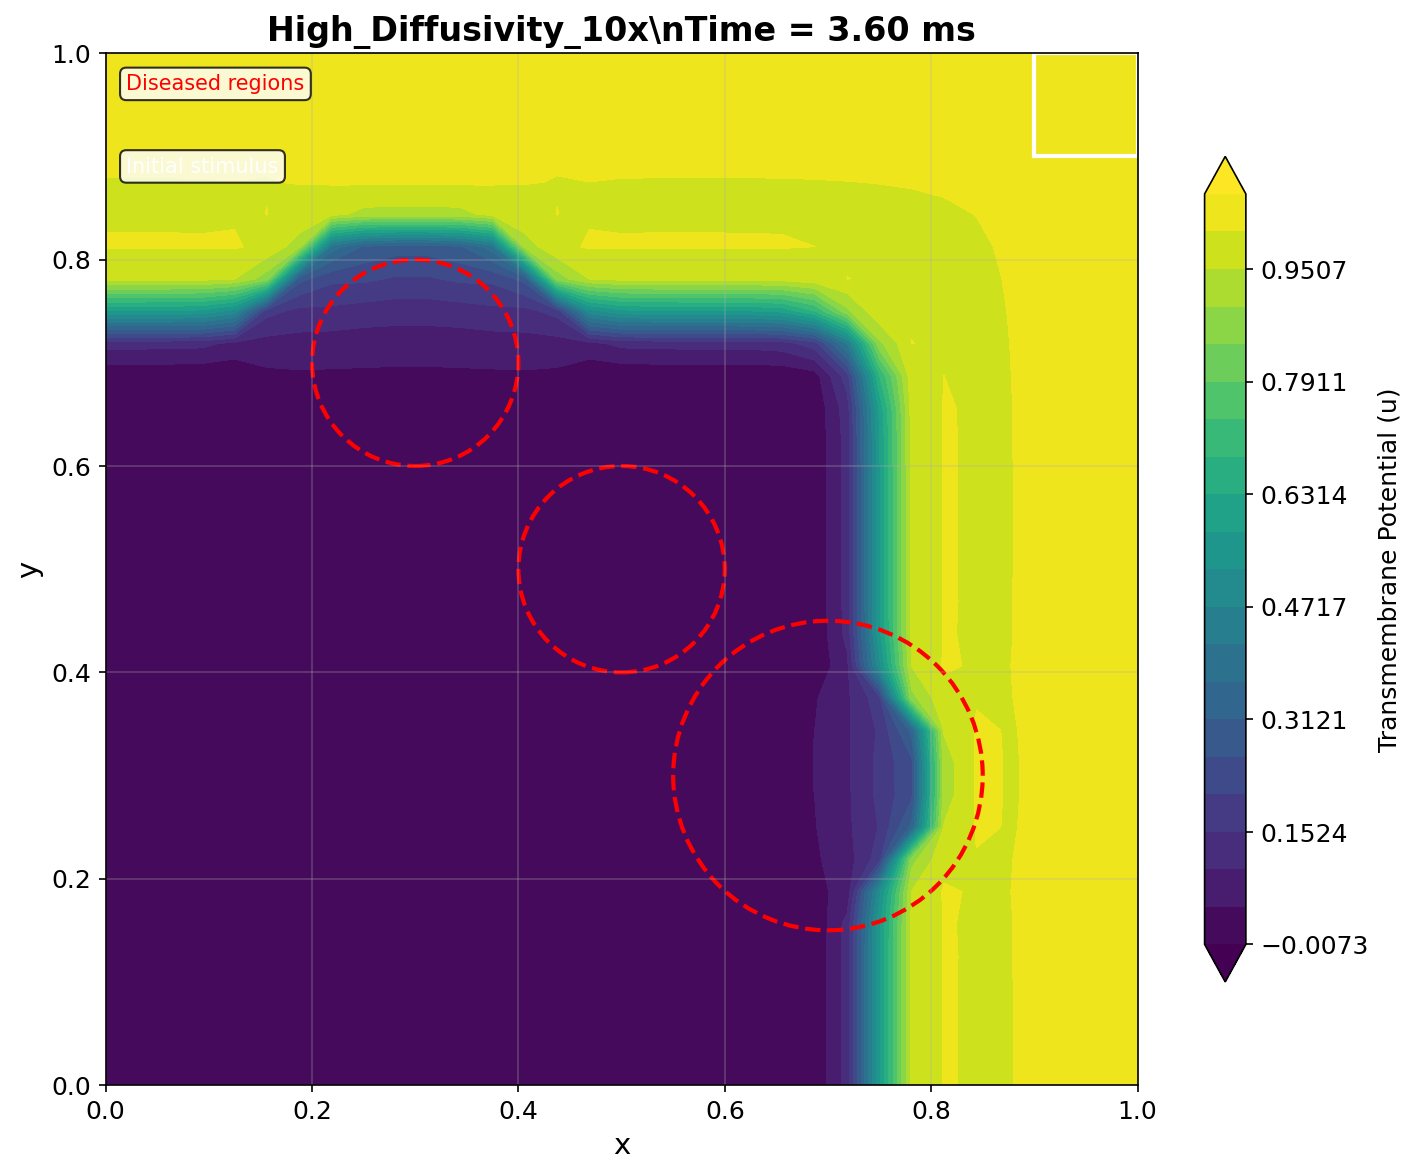 High_Diffusivity_10x\nTime = 3.60 ms
1.0
Diseased regions
Initial stimulus
0.8
0.6
0.4
0.2
0.0
y
0.0 0.2 0.4 0.6 0.8 1.0
x
0.9507
0.7911
0.6314
0.4717
0.3121
0.1524
−0.0073
Transmembrane Potential (u)